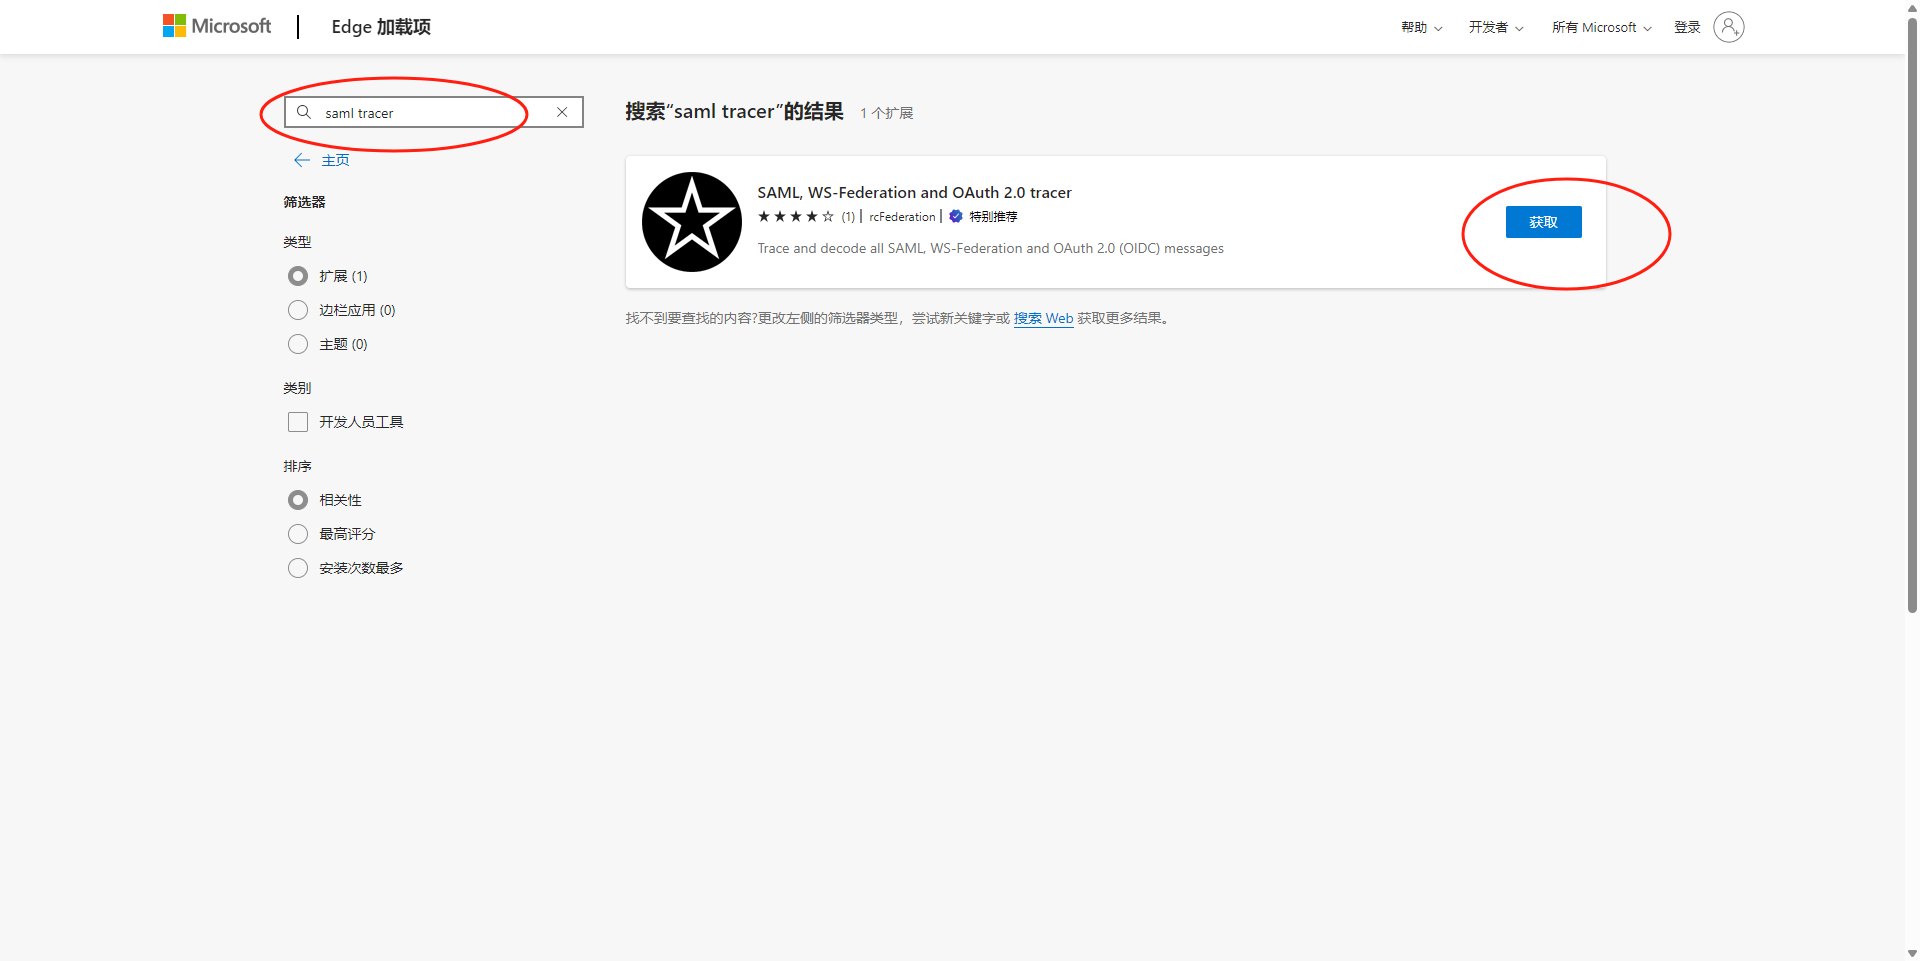 Microsoft
Edge 加载项
帮助
开发者
所有 Microsoft
登录
saml tracer
主页
筛选器
类型
扩展 (1)
边栏应用 (0)
主题 (0)
类别
开发人员工具
排序
相关性
最高评分
安装次数最多
搜索“saml tracer”的结果 1 个扩展
SAML, WS-Federation and OAuth 2.0 tracer
(1) | rcFederation | 特别推荐
Trace and decode all SAML, WS-Federation and OAuth 2.0 (OIDC) messages
获取
找不到要查找的内容?更改左侧的筛选器类型，尝试新关键字或 搜索 Web 获取更多结果。